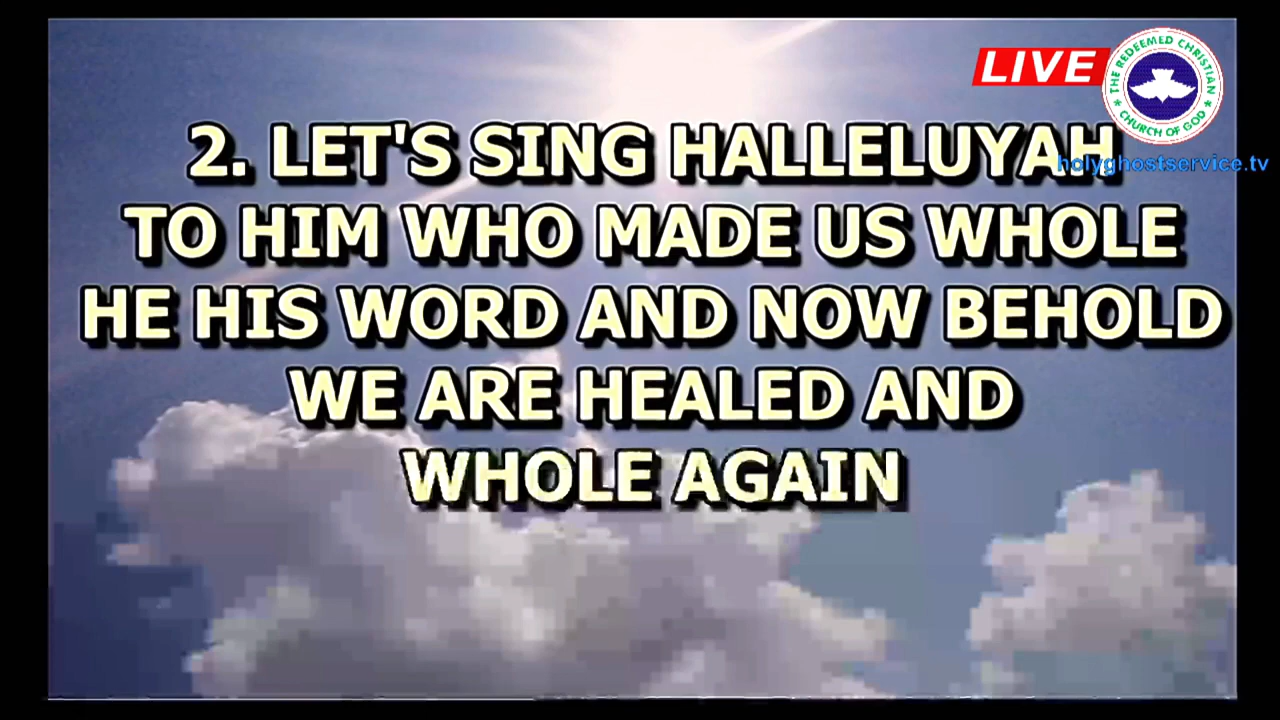 LIVE
THE REDEEMED CHRISTIAN
CHURCH OF GOD
holyghostservice.tv
2. LET'S SING HALLELUYAH
TO HIM WHO MADE US WHOLE
HE HIS WORD AND NOW BEHOLD
WE ARE HEALED AND
WHOLE AGAIN